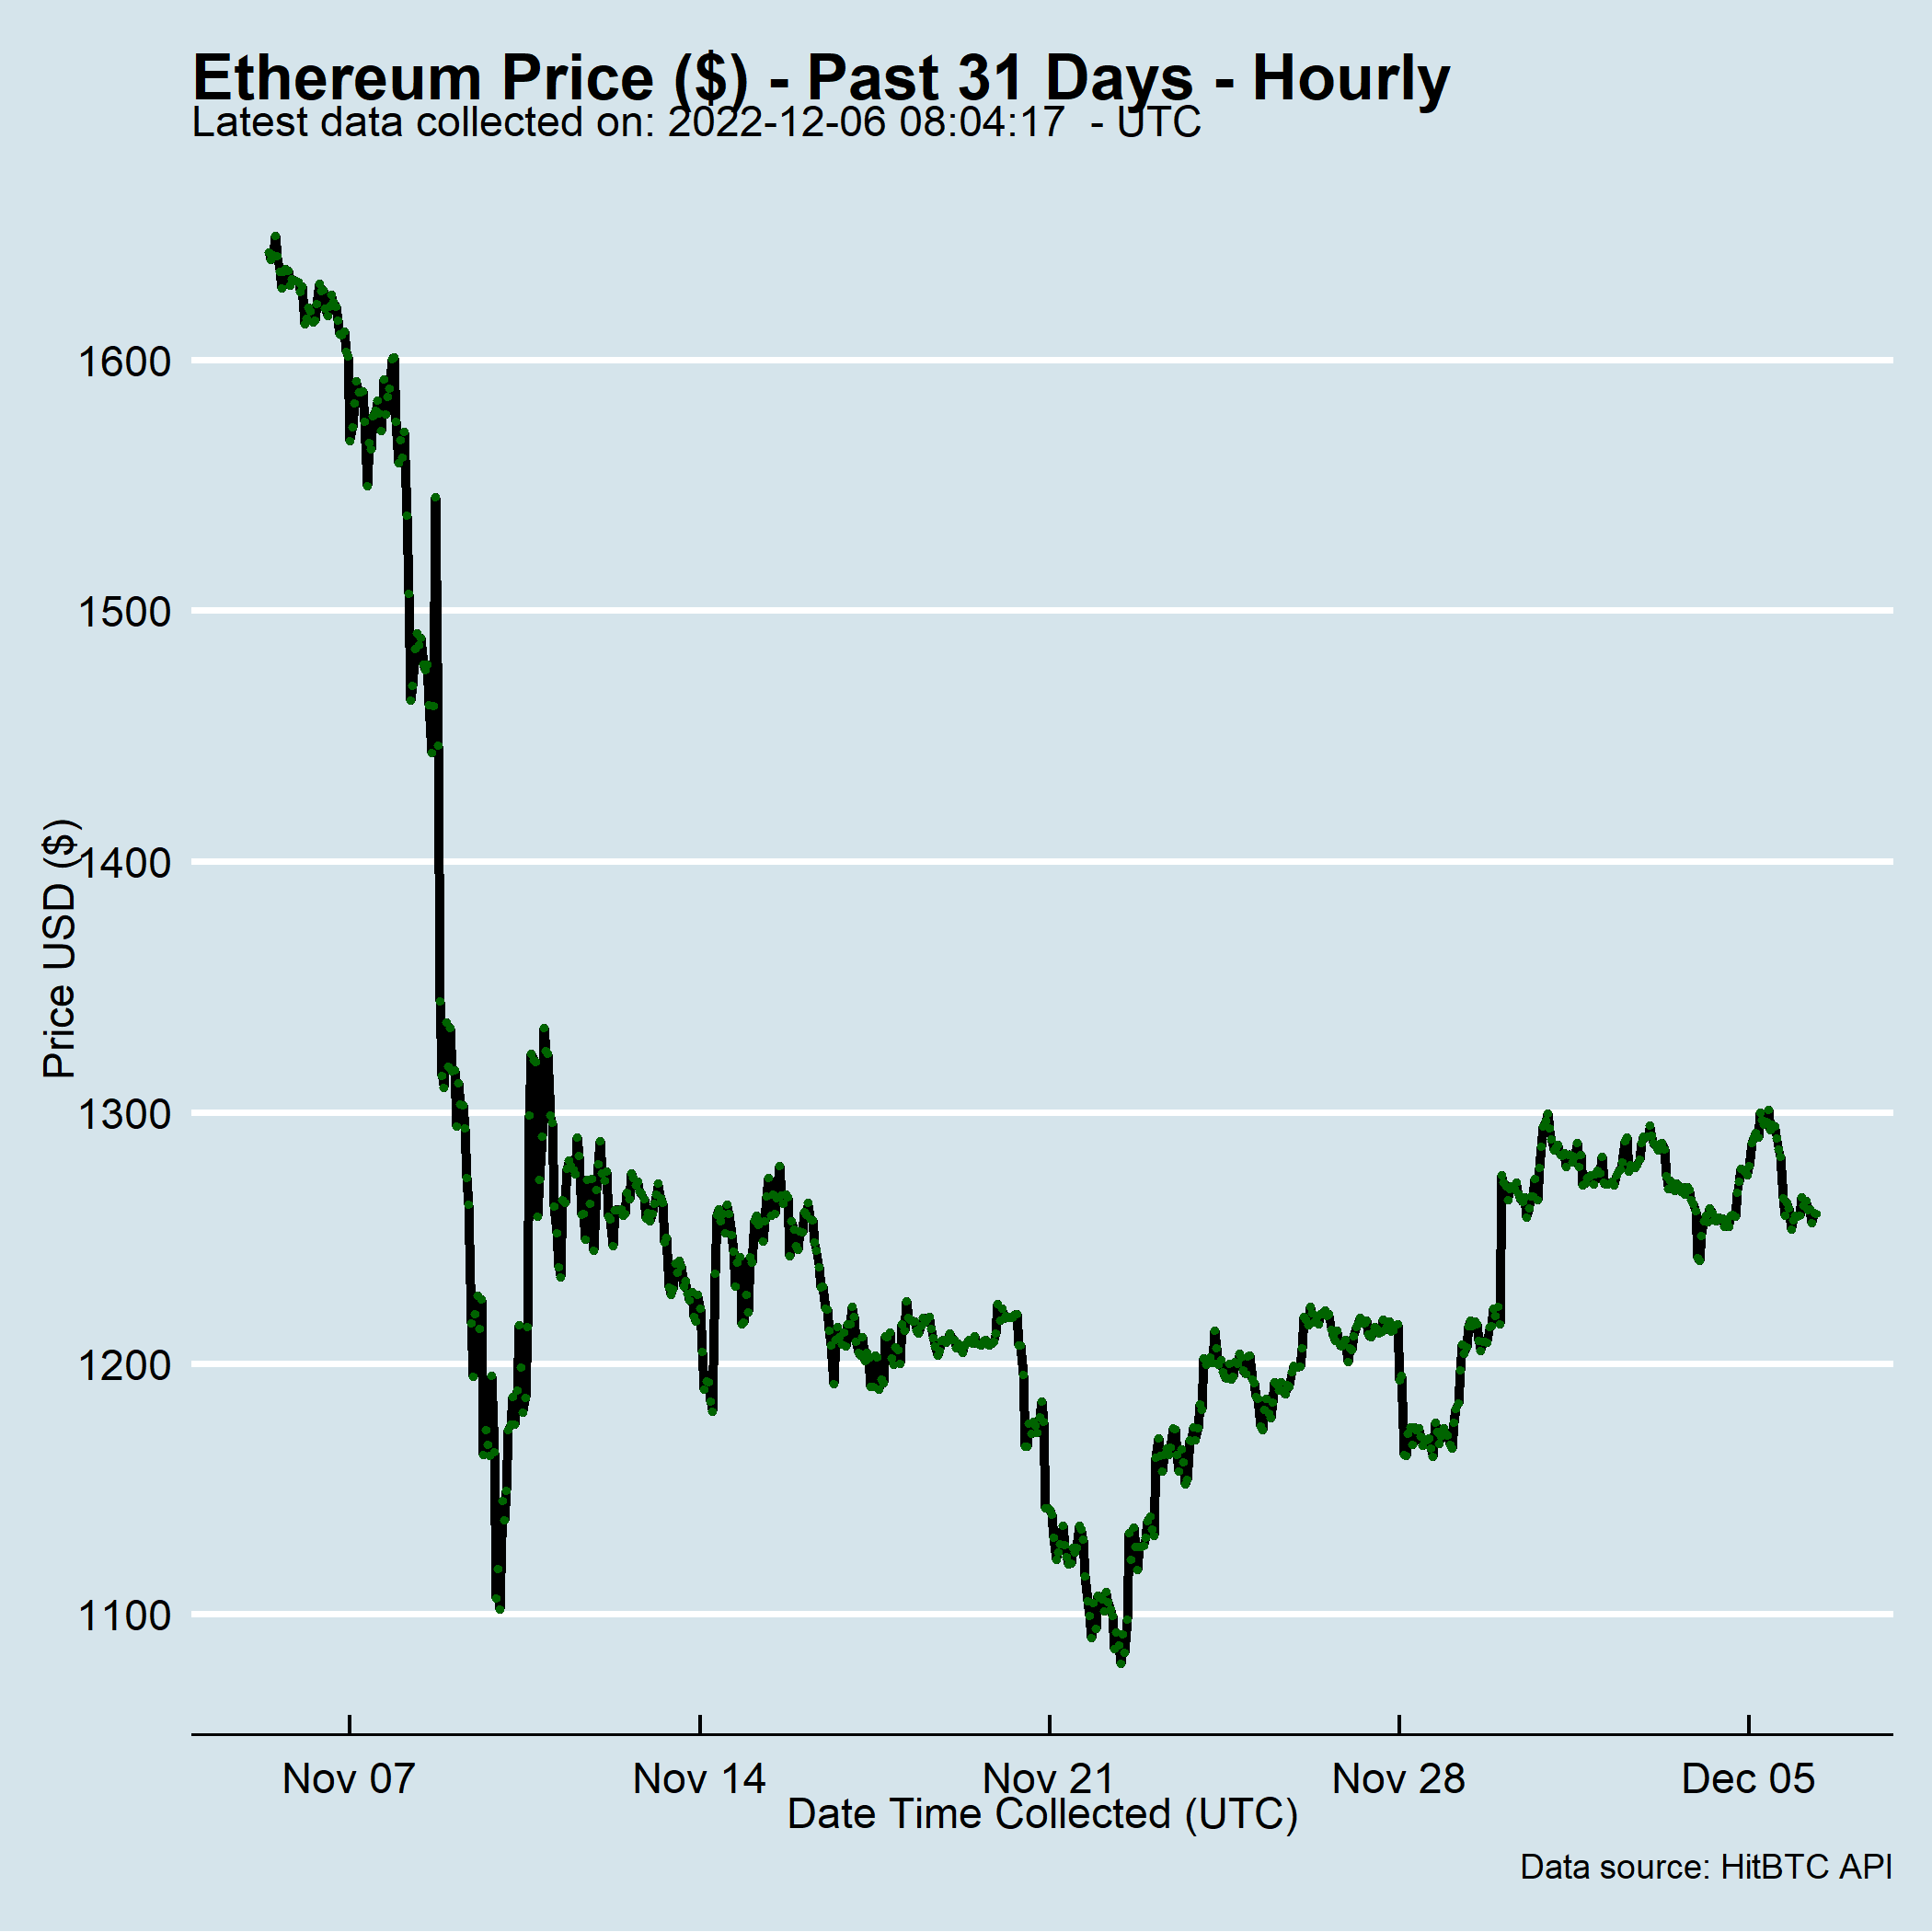 Ethereum Price ($) - Past 31 Days - Hourly
Latest data collected on: 2022-12-06 08:04:17  - UTC
Price USD ($)
1600
1500
1400
1300
1200
1100
Nov 07
Nov 14
Nov 21
Nov 28
Dec 05
Date Time Collected (UTC)
Data source: HitBTC API